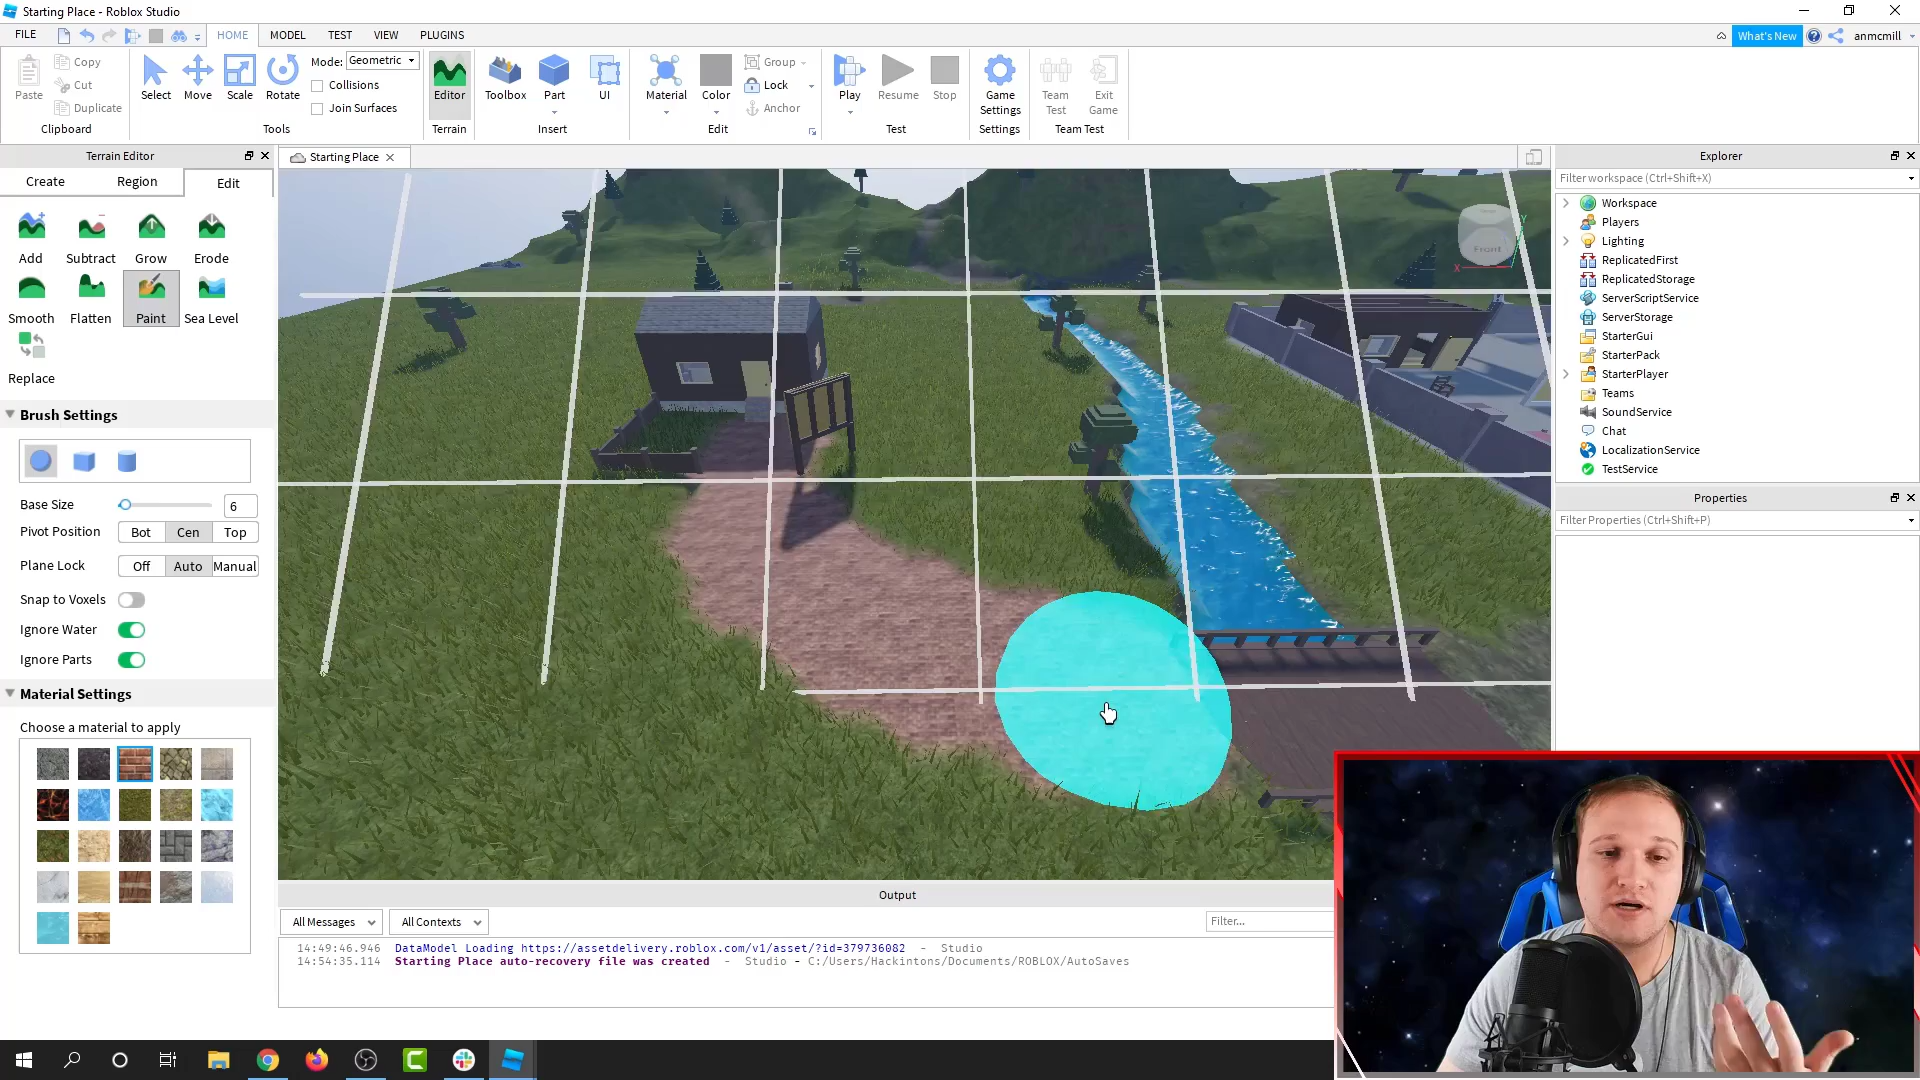 Starting Place - Roblox Studio
FILE HOME MODEL TEST VIEW PLUGINS What's New anmcmill
Paste Copy Cut Duplicate Clipboard
Select Move Scale Rotate Mode: Geometric Collisions Join Surfaces Tools
Editor Terrain
Toolbox Part UI Insert
Material Color Group Lock Anchor Edit
Play Resume Stop Test
Game Settings Settings
Team Test Exit Game Team Test
Terrain Editor
Create Region Edit
Add Subtract Grow Erode
Smooth Flatten Paint Sea Level
Replace
Brush Settings
Base Size 6
Pivot Position Bot Cen Top
Plane Lock Off Auto Manual
Snap to Voxels
Ignore Water
Ignore Parts
Material Settings
Choose a material to apply
Starting Place
Front
Y
X
Explorer
Filter workspace (Ctrl+Shift+X)
Workspace
Players
Lighting
ReplicatedFirst
ReplicatedStorage
ServerScriptService
ServerStorage
StarterGui
StarterPack
StarterPlayer
Teams
SoundService
Chat
LocalizationService
TestService
Properties
Filter Properties (Ctrl+Shift+P)
Output
All Messages All Contexts Filter...
14:49:46.946 DataModel Loading https://assetdelivery.roblox.com/v1/asset/?id=379736082 - Studio
14:54:35.114 Starting Place auto-recovery file was created - Studio - C:/Users/Hackintons/Documents/ROBLOX/AutoSaves